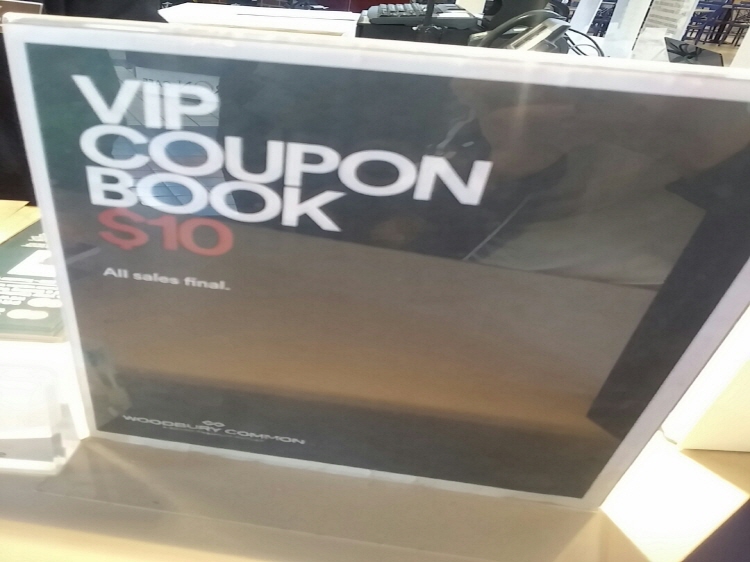 VIP
COUPON
BOOK
$10
All sales final.
WOODBURY COMMON